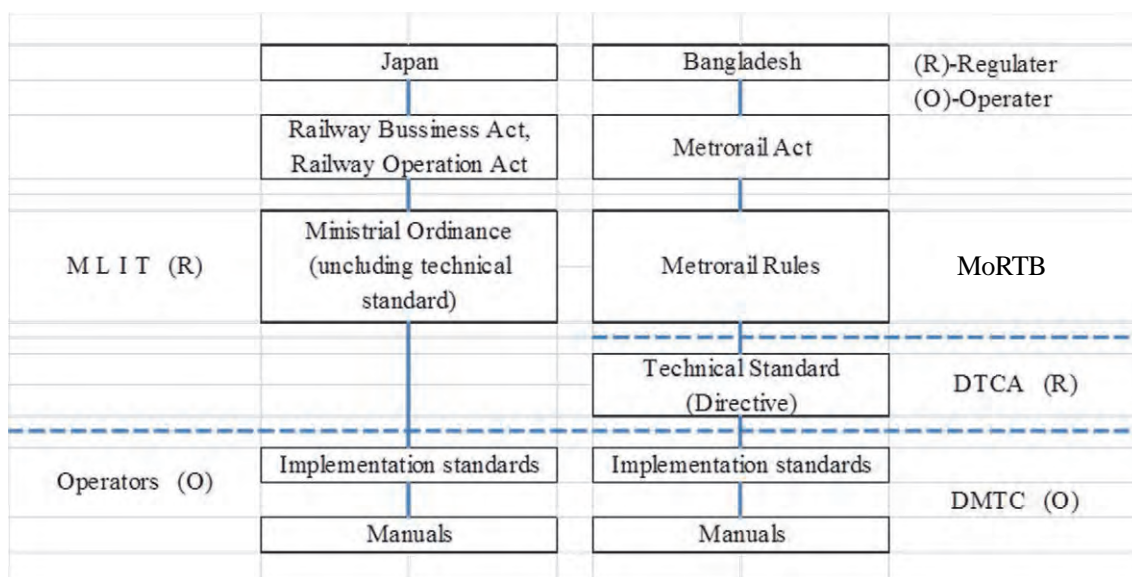 Japan
Bangladesh
(R)-Regulater
(O)-Operater
Railway Bussiness Act,
Railway Operation Act
Metrorail Act
M L I T (R)
Ministrial Ordinance
(uncluding technical
standard)
Metrorail Rules
MoRTB
Technical Standard
(Directive)
DTCA (R)
Operators (O)
Implementation standards
Implementation standards
DMTC (O)
Manuals
Manuals